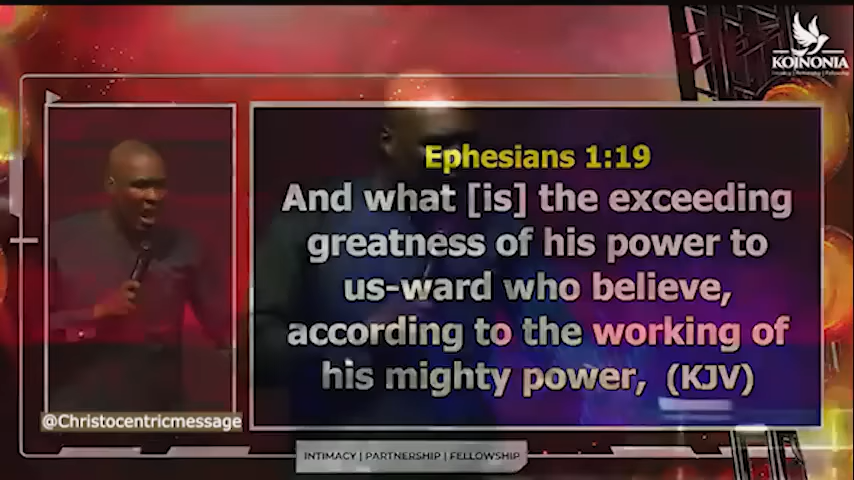 KOINONIA
Ephesians 1:19
And what [is] the exceeding
greatness of his power to
us-ward who believe,
according to the working of
his mighty power, (KJV)
@Christocentricmessage
INTIMACY | PARTNERSHIP | FELLOWSHIP